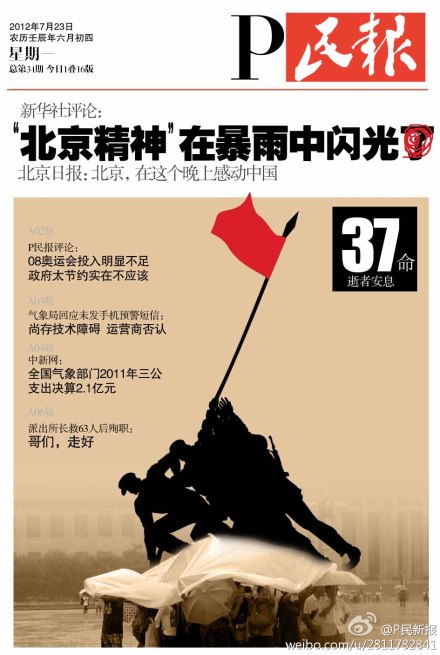 2012年7月23日
农历壬辰年六月初四
星期一
总第34期 今日1叠16版
P民報
新华社评论:
“北京精神”在暴雨中闪光了
北京日报:北京,在这个晚上感动中国
37命
逝者安息
A02版
P民报评论:
08奥运会投入明显不足
政府太节约实在不应该
A03版
气象局回应未发手机预警短信:
尚存技术障碍 运营商否认
A04版
中新网:
全国气象部门2011年三公
支出决算2.1亿元
A06版
派出所长救63人后殉职:
哥们,走好
@P民新报
weibo.com/u/2811782841